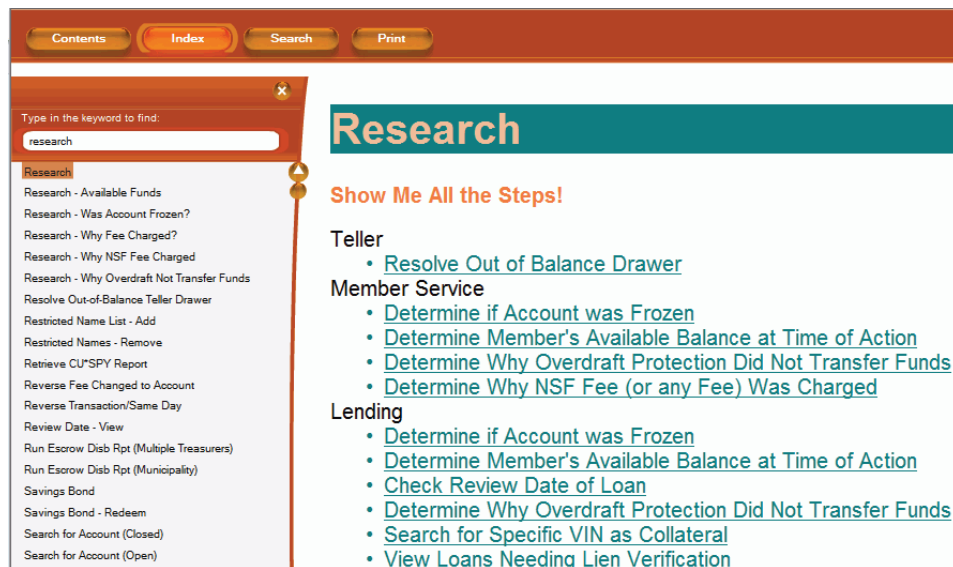 Contents Index Search Print
Type in the keyword to find:
research
Research
Research - Available Funds
Research - Was Account Frozen?
Research - Why Fee Charged?
Research - Why NSF Fee Charged
Research - Why Overdraft Not Transfer Funds
Resolve Out-of-Balance Teller Drawer
Restricted Name List - Add
Restricted Names - Remove
Retrieve CU*SPY Report
Reverse Fee Changed to Account
Reverse Transaction/Same Day
Review Date - View
Run Escrow Disb Rpt (Multiple Treasurers)
Run Escrow Disb Rpt (Municipality)
Savings Bond
Savings Bond - Redeem
Search for Account (Closed)
Search for Account (Open)
Research
Show Me All the Steps!
Teller
• Resolve Out of Balance Drawer
Member Service
• Determine if Account was Frozen
• Determine Member's Available Balance at Time of Action
• Determine Why Overdraft Protection Did Not Transfer Funds
• Determine Why NSF Fee (or any Fee) Was Charged
Lending
• Determine if Account was Frozen
• Determine Member's Available Balance at Time of Action
• Check Review Date of Loan
• Determine Why Overdraft Protection Did Not Transfer Funds
• Search for Specific VIN as Collateral
• View Loans Needing Lien Verification